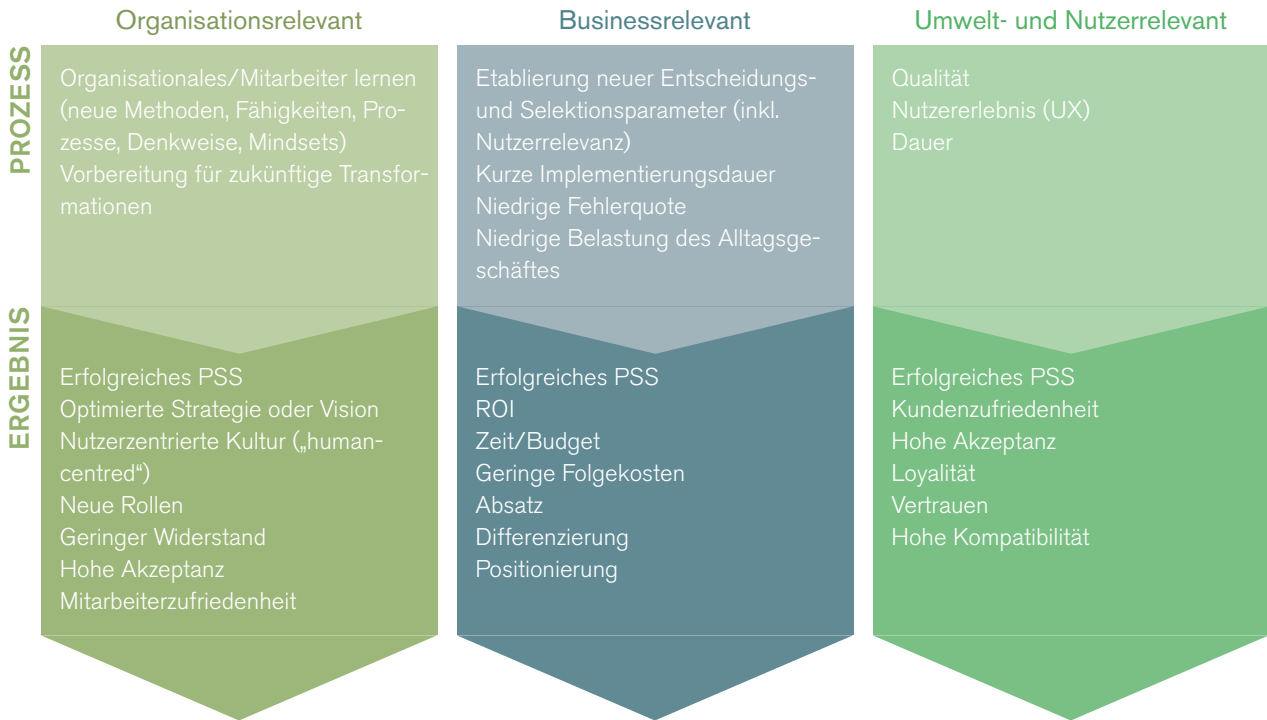 Organisationsrelevant
Businessrelevant
Umwelt- und Nutzerrelevant
PROZESS
Organisationales/Mitarbeiter lernen
(neue Methoden, Fähigkeiten, Pro-
zesse, Denkweise, Mindsets)
Vorbereitung für zukünftige Transfor-
mationen
Etablierung neuer Entscheidungs-
und Selektionsparameter (inkl.
Nutzerrelevanz)
Kurze Implementierungsdauer
Niedrige Fehlerquote
Niedrige Belastung des Alltagsge-
schäftes
Qualität
Nutzererlebnis (UX)
Dauer
ERGEBNIS
Erfolgreiches PSS
Optimierte Strategie oder Vision
Nutzerzentrierte Kultur („human-
centred“)
Neue Rollen
Geringer Widerstand
Hohe Akzeptanz
Mitarbeiterzufriedenheit
Erfolgreiches PSS
ROI
Zeit/Budget
Geringe Folgekosten
Absatz
Differenzierung
Positionierung
Erfolgreiches PSS
Kundenzufriedenheit
Hohe Akzeptanz
Loyalität
Vertrauen
Hohe Kompatibilität